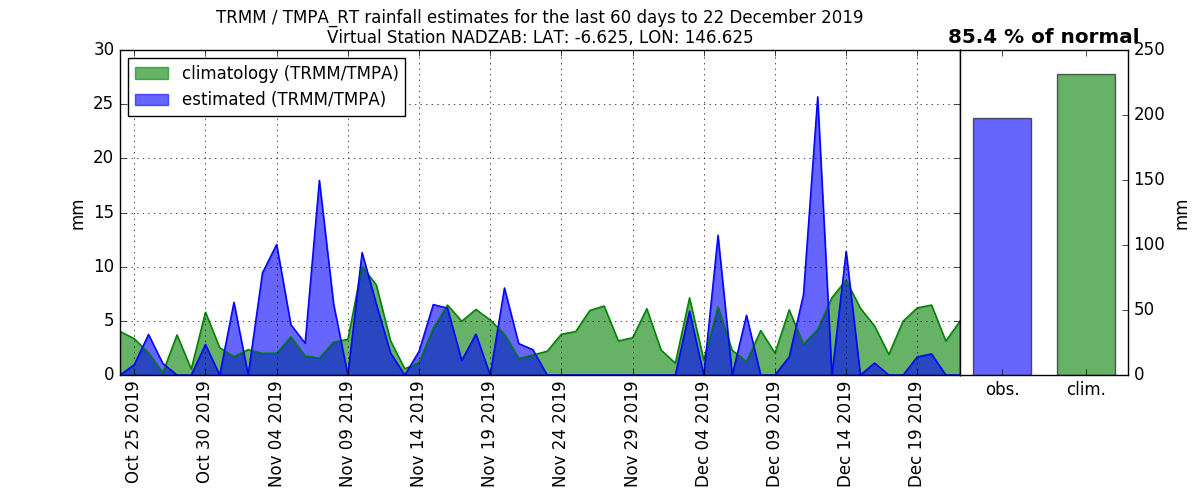 TRMM / TMPA_RT rainfall estimates for the last 60 days to 22 December 2019
Virtual Station NADZAB: LAT: -6.625, LON: 146.625
85.4 % of normal
climatology (TRMM/TMPA)
estimated (TRMM/TMPA)
mm
30
25
20
15
10
5
0
Oct 25 2019
Oct 30 2019
Nov 04 2019
Nov 09 2019
Nov 14 2019
Nov 19 2019
Nov 24 2019
Nov 29 2019
Dec 04 2019
Dec 09 2019
Dec 14 2019
Dec 19 2019
250
200
150
100
50
0
mm
obs.
clim.